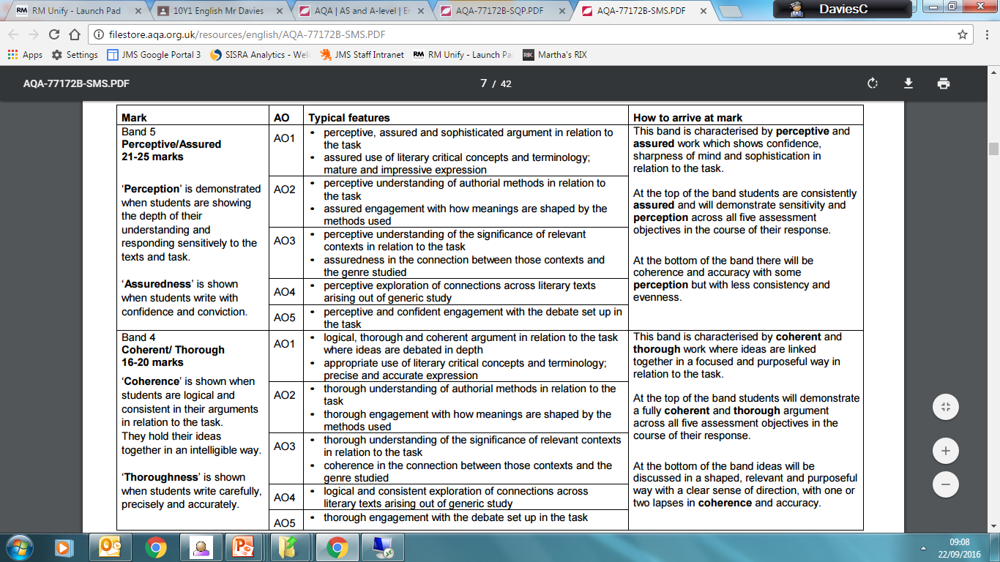 RM Unify - Launch Pad
10Y1 English Mr Davies
AQA | AS and A-level | E
AQA-77172B-SQP.PDF
AQA-77172B-SMS.PDF
DaviesC
filestore.aqa.org.uk/resources/english/AQA-77172B-SMS.PDF
Apps
Settings
JMS Google Portal 3
SISRA Analytics - Wel
JMS Staff Intranet
RM Unify - Launch Pa
Martha's RIX
AQA-77172B-SMS.PDF
7 / 42
Mark
AO
Typical features
How to arrive at mark
Band 5
Perceptive/Assured
21-25 marks
'Perception' is demonstrated
when students are showing
the depth of their
understanding and
responding sensitively to the
texts and task.
'Assuredness' is shown
when students write with
confidence and conviction.
AO1
• perceptive, assured and sophisticated argument in relation to
the task
• assured use of literary critical concepts and terminology;
mature and impressive expression
AO2
• perceptive understanding of authorial methods in relation to
the task
• assured engagement with how meanings are shaped by the
methods used
AO3
• perceptive understanding of the significance of relevant
contexts in relation to the task
• assuredness in the connection between those contexts and
the genre studied
AO4
• perceptive exploration of connections across literary texts
arising out of generic study
AO5
• perceptive and confident engagement with the debate set up in
the task
This band is characterised by perceptive and
assured work which shows confidence,
sharpness of mind and sophistication in
relation to the task.
At the top of the band students are consistently
assured and will demonstrate sensitivity and
perception across all five assessment
objectives in the course of their response.
At the bottom of the band there will be
coherence and accuracy with some
perception but with less consistency and
evenness.
Band 4
Coherent/ Thorough
16-20 marks
'Coherence' is shown when
students are logical and
consistent in their arguments
in relation to the task.
They hold their ideas
together in an intelligible way.
'Thoroughness' is shown
when students write carefully,
precisely and accurately.
AO1
• logical, thorough and coherent argument in relation to the task
where ideas are debated in depth
• appropriate use of literary critical concepts and terminology;
precise and accurate expression
AO2
• thorough understanding of authorial methods in relation to the
task
• thorough engagement with how meanings are shaped by the
methods used
AO3
• thorough understanding of the significance of relevant contexts
in relation to the task
• coherence in the connection between those contexts and the
genre studied
AO4
• logical and consistent exploration of connections across
literary texts arising out of generic study
AO5
• thorough engagement with the debate set up in the task
This band is characterised by coherent and
thorough work where ideas are linked
together in a focused and purposeful way in
relation to the task.
At the top of the band students will demonstrate
a fully coherent and thorough argument
across all five assessment objectives in the
course of their response.
At the bottom of the band ideas will be
discussed in a shaped, relevant and purposeful
way with a clear sense of direction, with one or
two lapses in coherence and accuracy.
09:08
22/09/2016